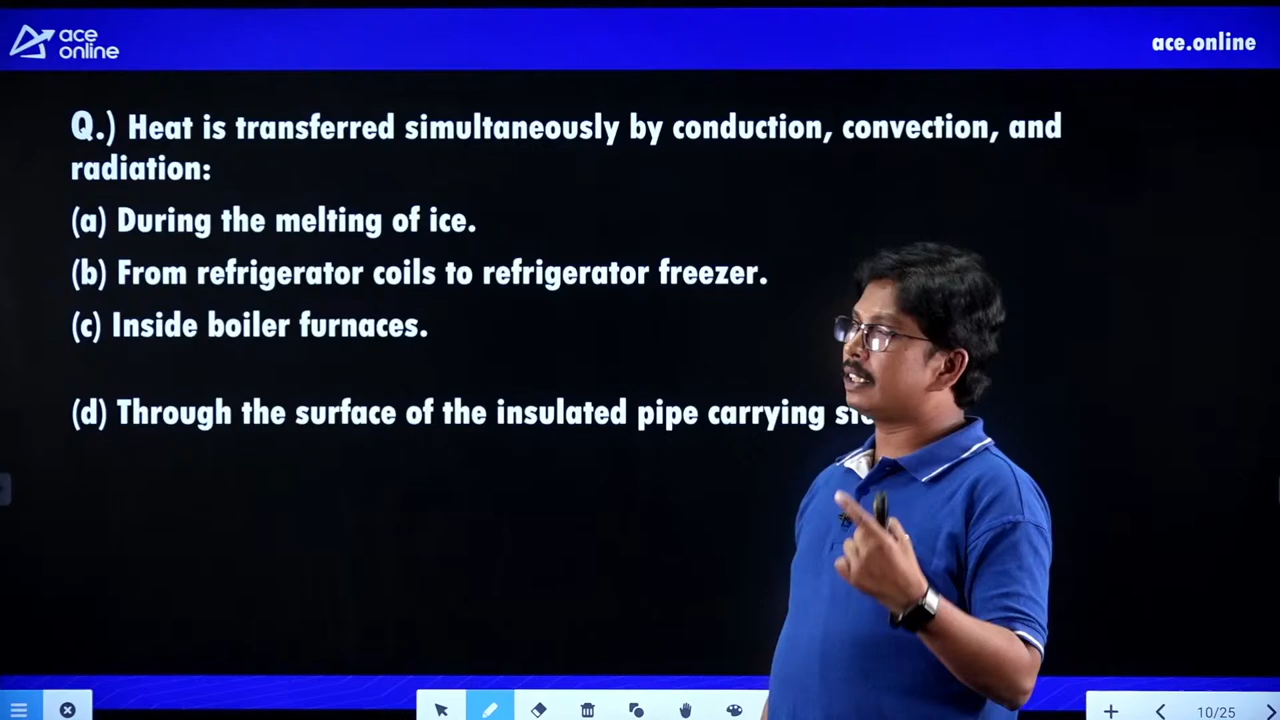 ace
online
ace.online
Q.) Heat is transferred simultaneously by conduction, convection, and
radiation:
(a) During the melting of ice.
(b) From refrigerator coils to refrigerator freezer.
(c) Inside boiler furnaces.
(d) Through the surface of the insulated pipe carrying
10/25